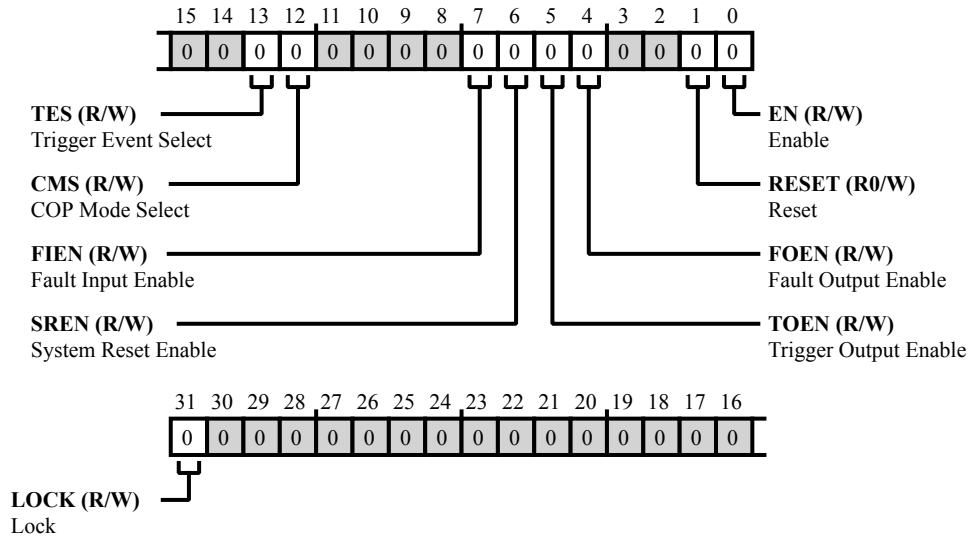 15 14 13 12 11 10 9 8 7 6 5 4 3 2 1 0
0 0 0 0 0 0 0 0 0 0 0 0 0 0 0 0
TES (R/W)
Trigger Event Select
CMS (R/W)
COP Mode Select
FIEN (R/W)
Fault Input Enable
SREN (R/W)
System Reset Enable
EN (R/W)
Enable
RESET (R0/W)
Reset
FOEN (R/W)
Fault Output Enable
TOEN (R/W)
Trigger Output Enable
31 30 29 28 27 26 25 24 23 22 21 20 19 18 17 16
0 0 0 0 0 0 0 0 0 0 0 0 0 0 0 0
LOCK (R/W)
Lock